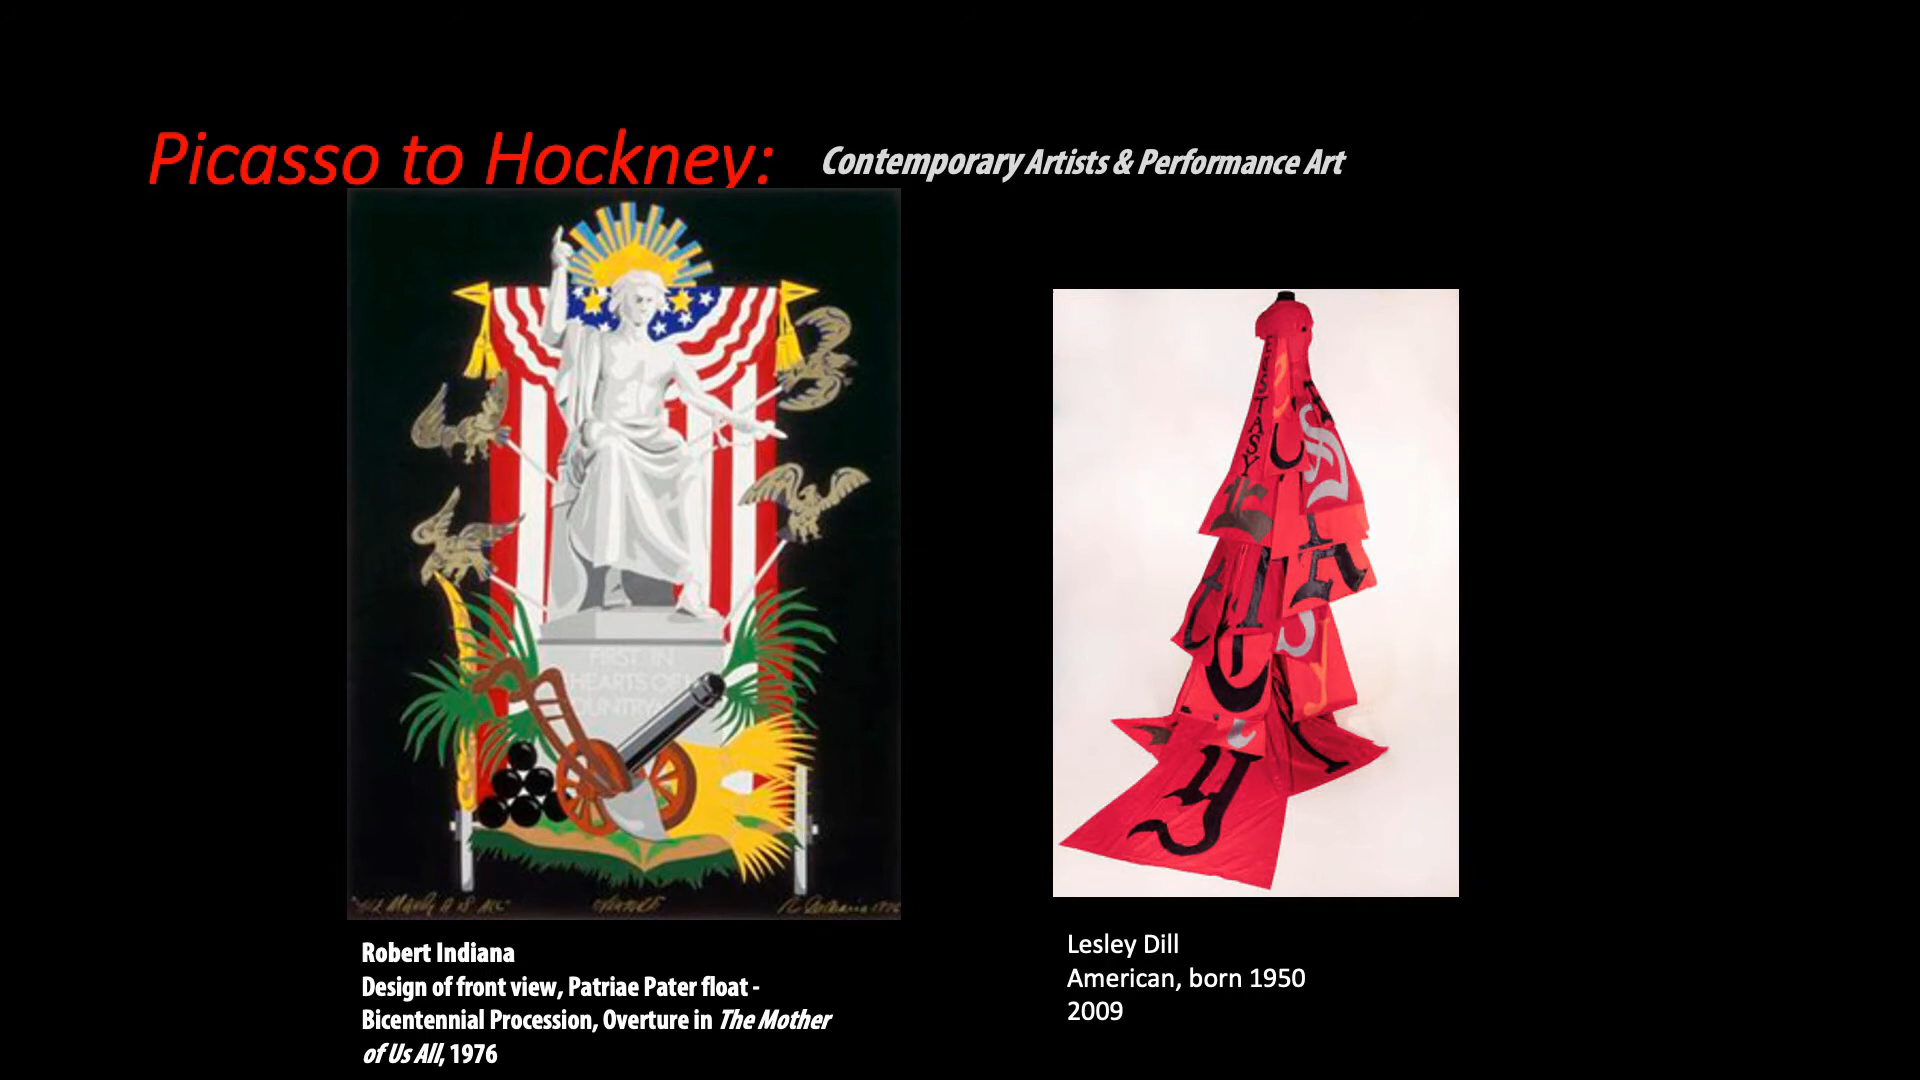 Picasso to Hockney: Contemporary Artists & Performance Art
FIRST IN
HEARTS OF
ECSTASY
Robert Indiana
Design of front view, Patriae Pater float -
Bicentennial Procession, Overture in The Mother
of Us All, 1976
Lesley Dill
American, born 1950
2009